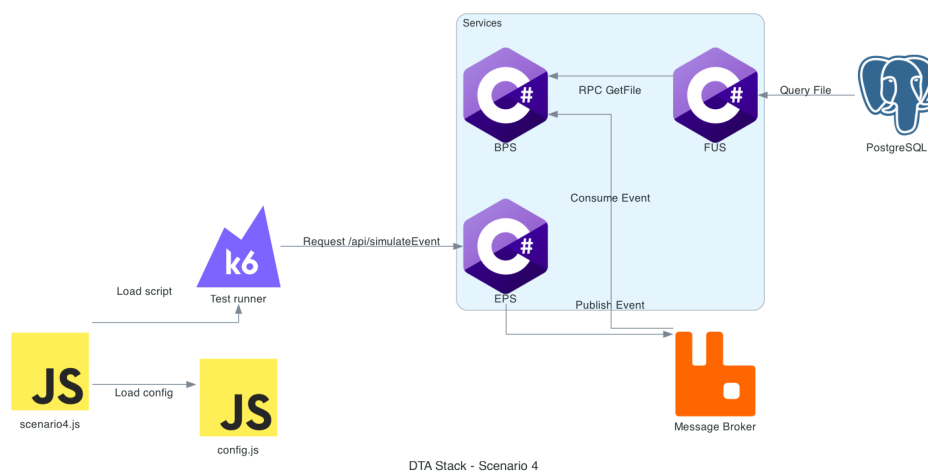 Services
C#
BPS
RPC GetFile
C#
FUS
Query File
PostgreSQL
Consume Event
k6
Test runner
Request /api/simulateEvent
C#
EPS
Load script
Publish Event
JS
scenario4.js
Load config
JS
config.js
Message Broker
DTA Stack - Scenario 4